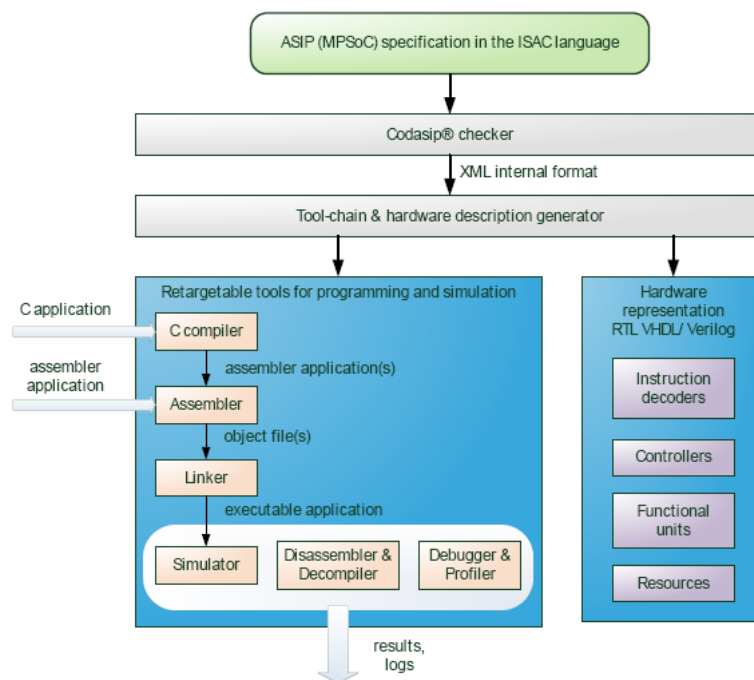 ASIP (MPSoC) specification in the ISAC language
Codasip® checker
XML internal format
Tool-chain & hardware description generator
Retargetable tools for programming and simulation
C application
C compiler
assembler application(s)
assembler
application
Assembler
object file(s)
Linker
executable application
Simulator
Disassembler &
Decompiler
Debugger &
Profiler
results,
logs
Hardware
representation
RTL VHDL/ Verilog
Instruction
decoders
Controllers
Functional
units
Resources